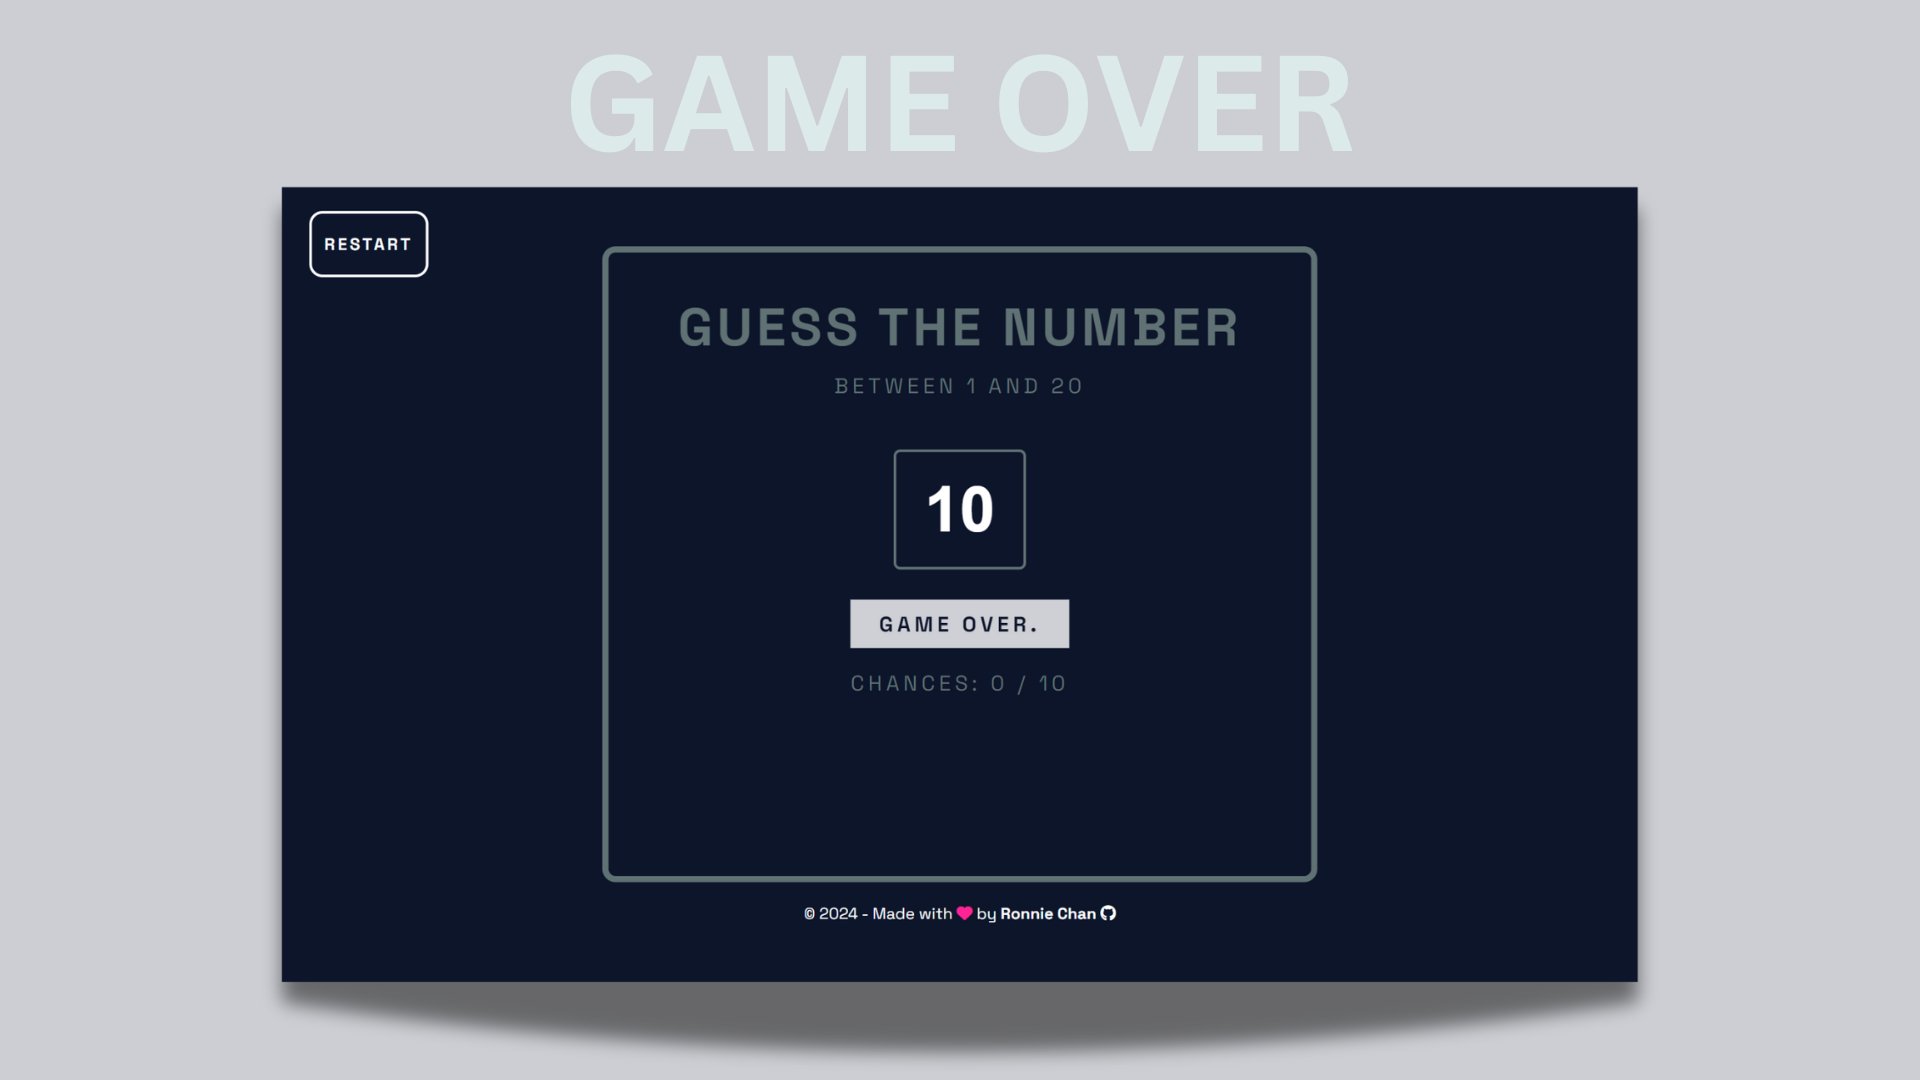 GAME OVER
RESTART
GUESS THE NUMBER
BETWEEN 1 AND 20
10
GAME OVER.
CHANCES: 0 / 10
© 2024 - Made with by Ronnie Chan